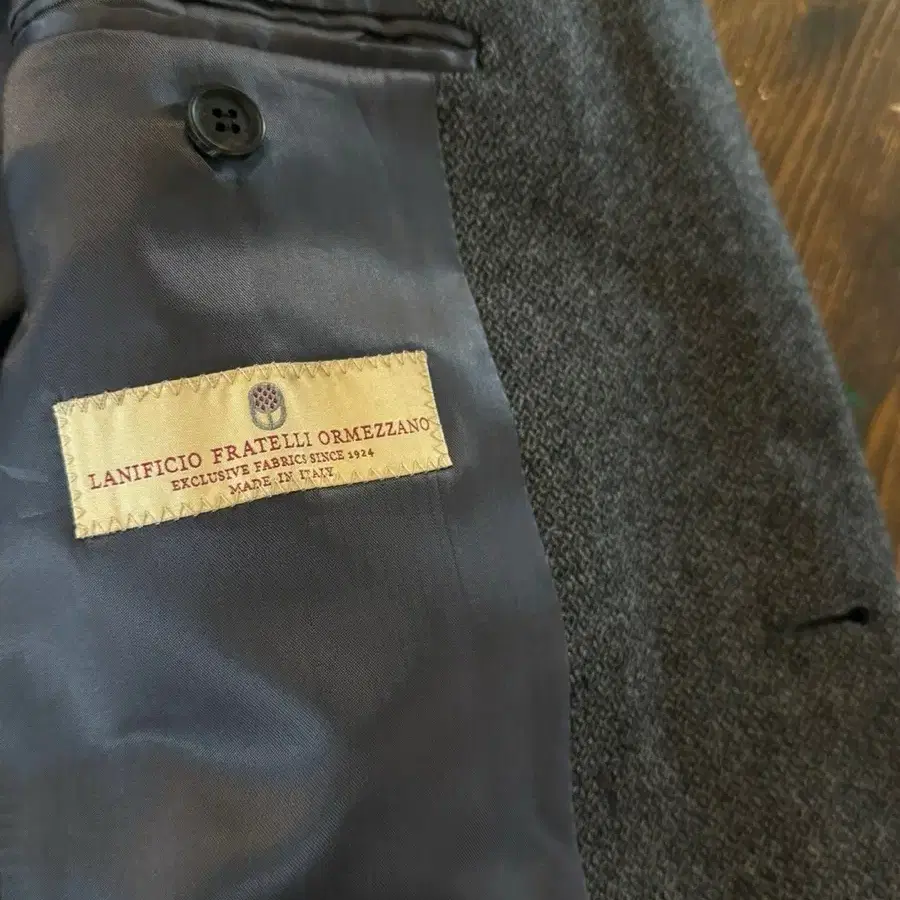 LANIFICIO FRATELLI ORMEZZANO
EXCLUSIVE FABRICS SINCE 1924
MADE IN ITALY